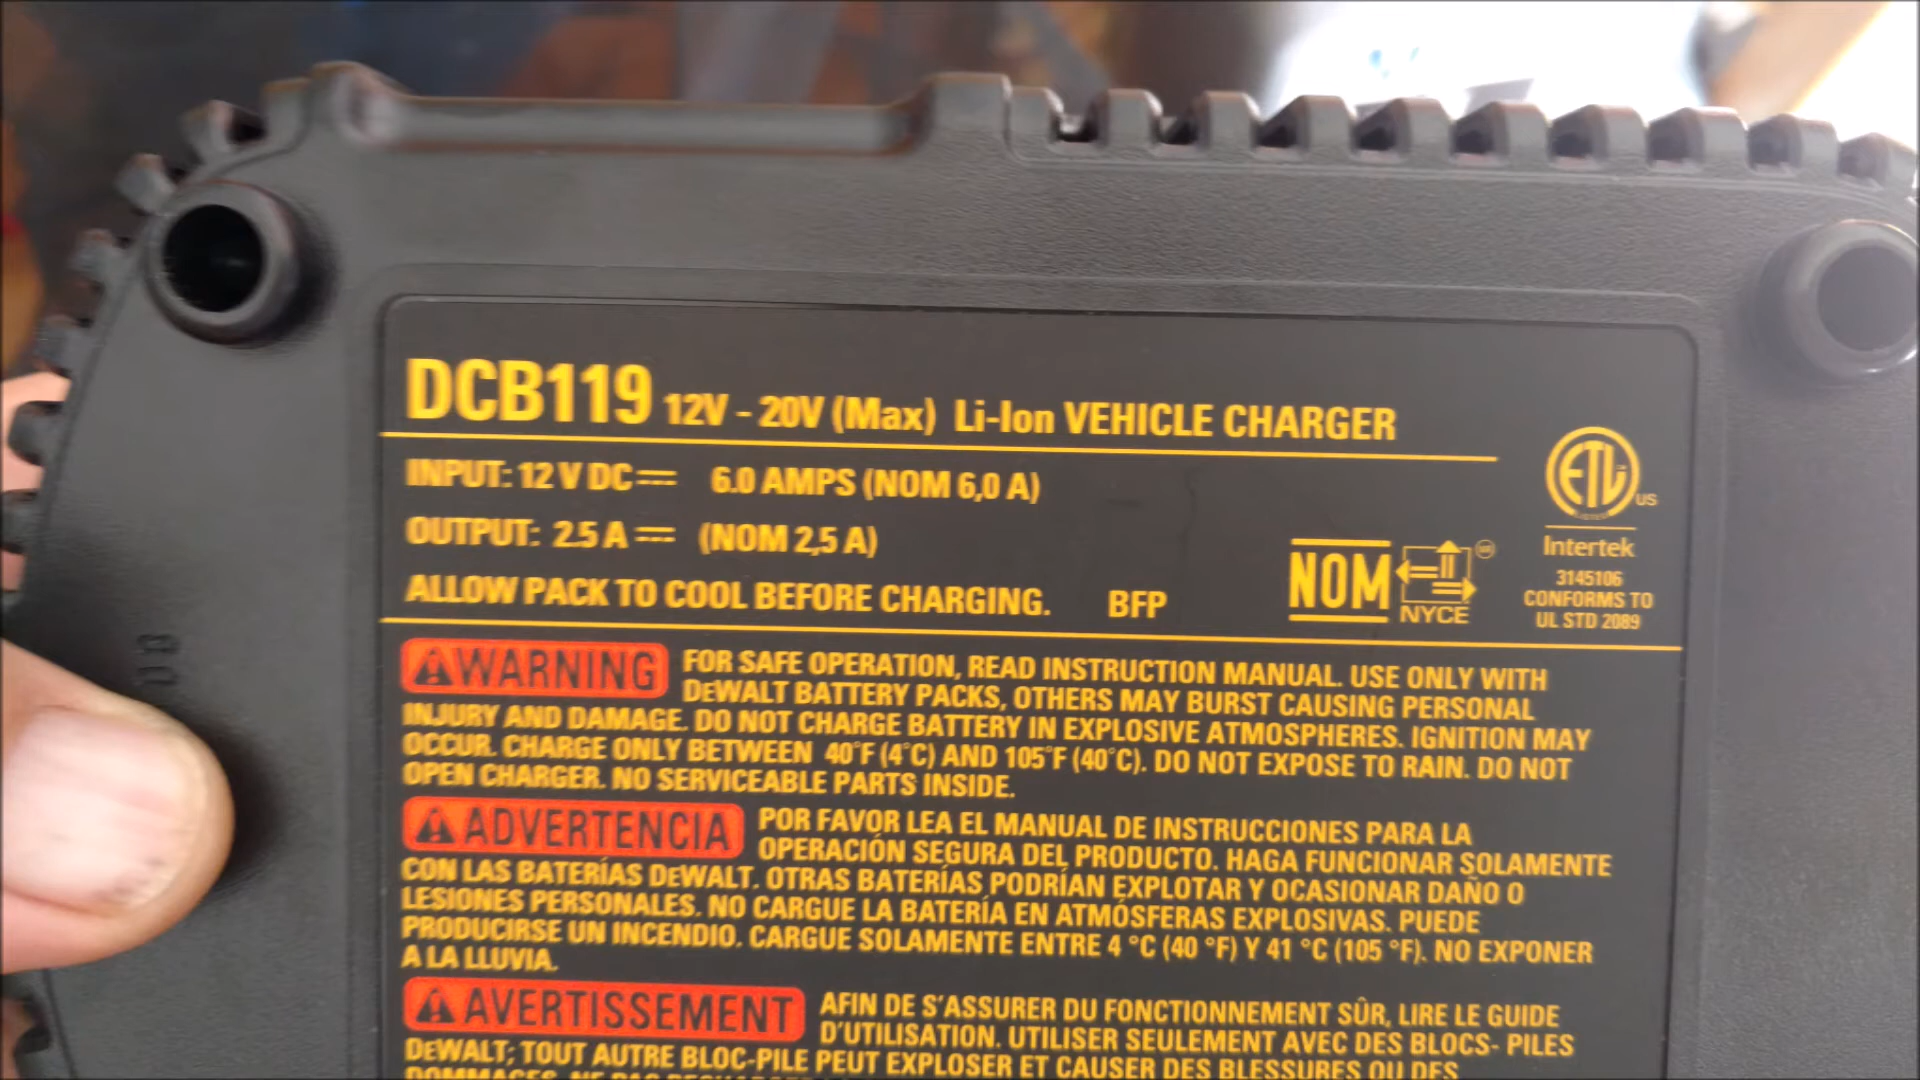 DCB119 12V - 20V (Max) Li-Ion VEHICLE CHARGER
INPUT: 12 V DC 6.0 AMPS (NOM 6,0 A)
OUTPUT: 2.5 A (NOM 2,5 A)
ALLOW PACK TO COOL BEFORE CHARGING. BFP
NOM
NYCE
ETL
LISTED
US
Intertek
3145106
CONFORMS TO
UL STD 2089
WARNING FOR SAFE OPERATION, READ INSTRUCTION MANUAL. USE ONLY WITH
DEWALT BATTERY PACKS, OTHERS MAY BURST CAUSING PERSONAL
INJURY AND DAMAGE. DO NOT CHARGE BATTERY IN EXPLOSIVE ATMOSPHERES. IGNITION MAY
OCCUR. CHARGE ONLY BETWEEN 40°F (4°C) AND 105°F (40°C). DO NOT EXPOSE TO RAIN. DO NOT
OPEN CHARGER. NO SERVICEABLE PARTS INSIDE.
ADVERTENCIA POR FAVOR LEA EL MANUAL DE INSTRUCCIONES PARA LA
OPERACIÓN SEGURA DEL PRODUCTO. HAGA FUNCIONAR SOLAMENTE
CON LAS BATERÍAS DEWALT. OTRAS BATERÍAS PODRÍAN EXPLOTAR Y OCASIONAR DAÑO O
LESIONES PERSONALES. NO CARGUE LA BATERÍA EN ATMÓSFERAS EXPLOSIVAS. PUEDE
PRODUCIRSE UN INCENDIO. CARGUE SOLAMENTE ENTRE 4 °C (40 °F) Y 41 °C (105 °F). NO EXPONER
A LA LLUVIA.
AVERTISSEMENT AFIN DE S'ASSURER DU FONCTIONNEMENT SÛR, LIRE LE GUIDE
D'UTILISATION. UTILISER SEULEMENT AVEC DES BLOCS- PILES
DEWALT; TOUT AUTRE BLOC-PILE PEUT EXPLOSER ET CAUSER DES BLESSURES OU DES
DOMMAGES. NE PAS